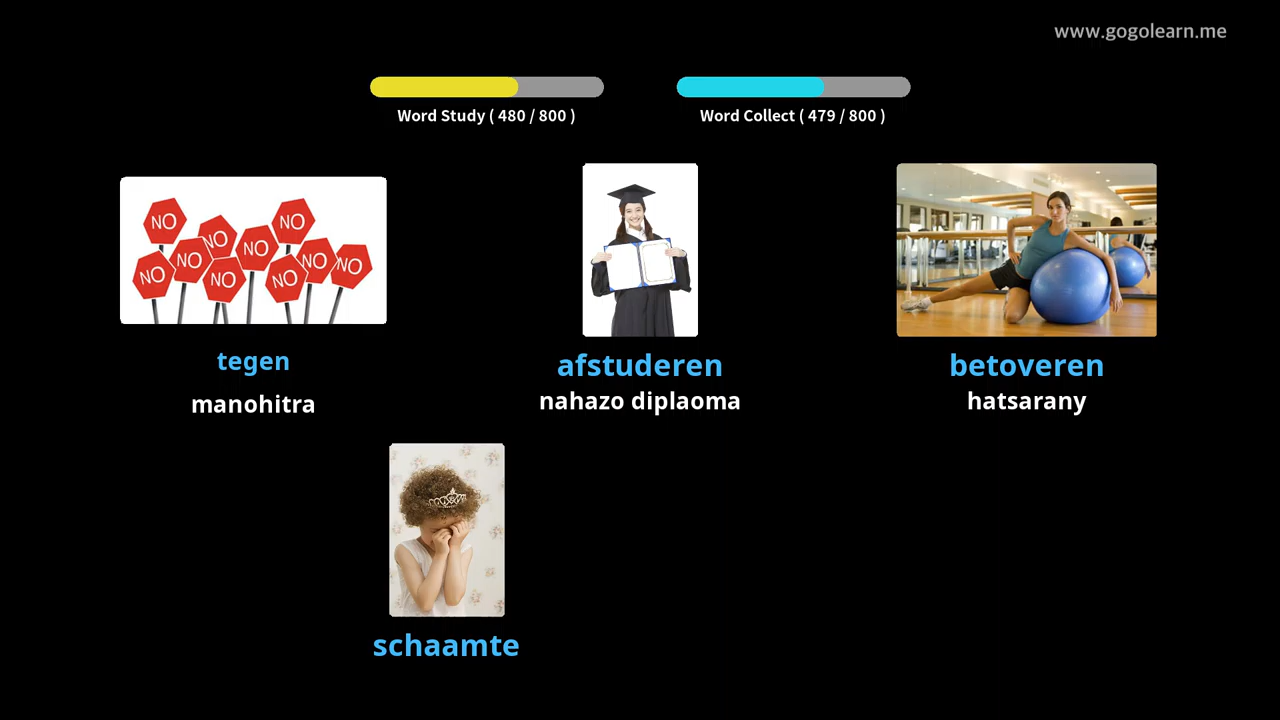 www.gogolearn.me
Word Study ( 480 / 800 )
Word Collect ( 479 / 800 )
NO
NO
NO
NO
NO
NO
NO
NO
NO
NO
tegen
manohitra
afstuderen
nahazo diplaoma
betoveren
hatsarany
schaamte